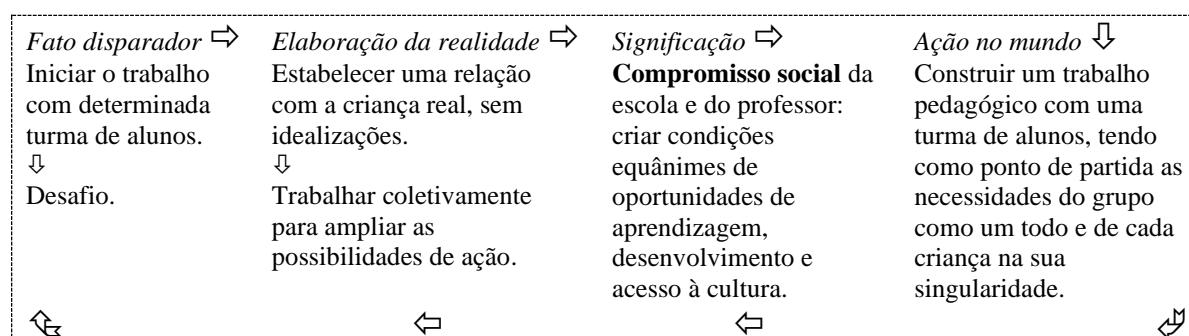 Fato disparador ⇨
Iniciar o trabalho
com determinada
turma de alunos.
⇩
Desafio.
Elaboração da realidade ⇨
Estabelecer uma relação
com a criança real, sem
idealizações.
⇩
Trabalhar coletivamente
para ampliar as
possibilidades de ação.
Significação ⇨
Compromisso social da
escola e do professor:
criar condições
equânimes de
oportunidades de
aprendizagem,
desenvolvimento e
acesso à cultura.
Ação no mundo ⇩
Construir um trabalho
pedagógico com uma
turma de alunos, tendo
como ponto de partida as
necessidades do grupo
como um todo e de cada
criança na sua
singularidade.